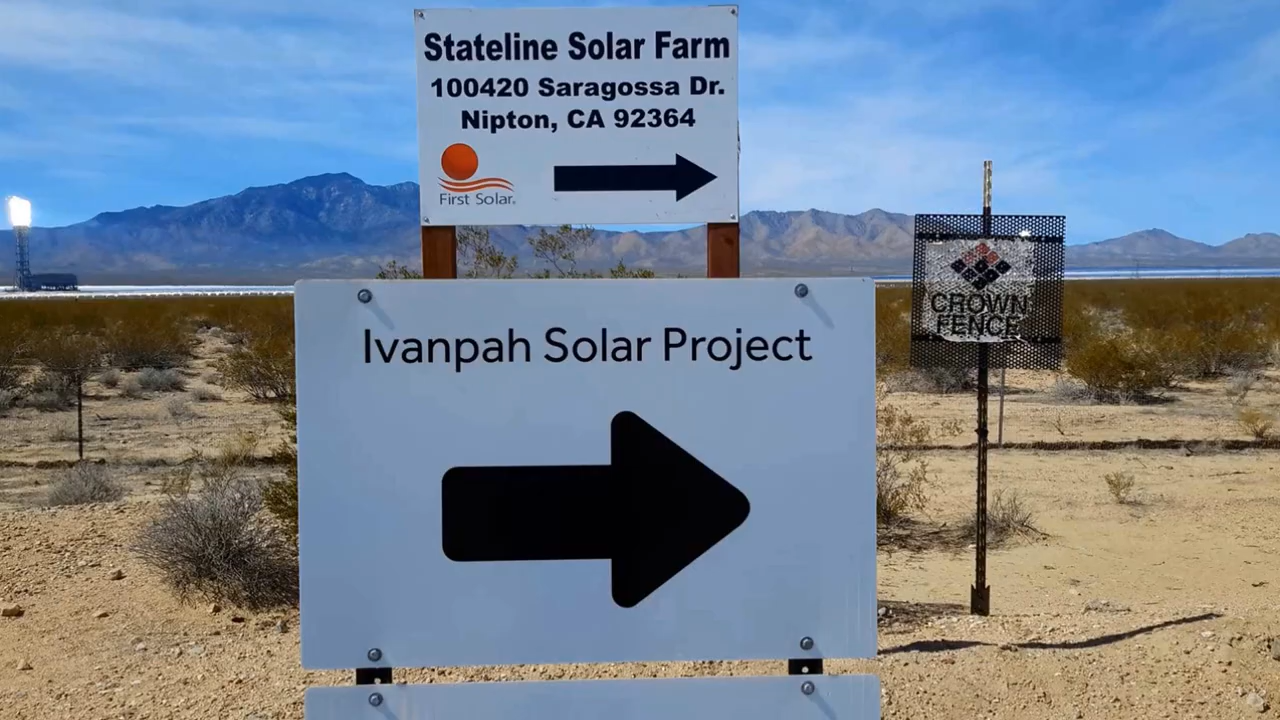 Stateline Solar Farm
100420 Saragossa Dr.
Nipton, CA 92364
First Solar.
Ivanpah Solar Project
CROWN
FENCE